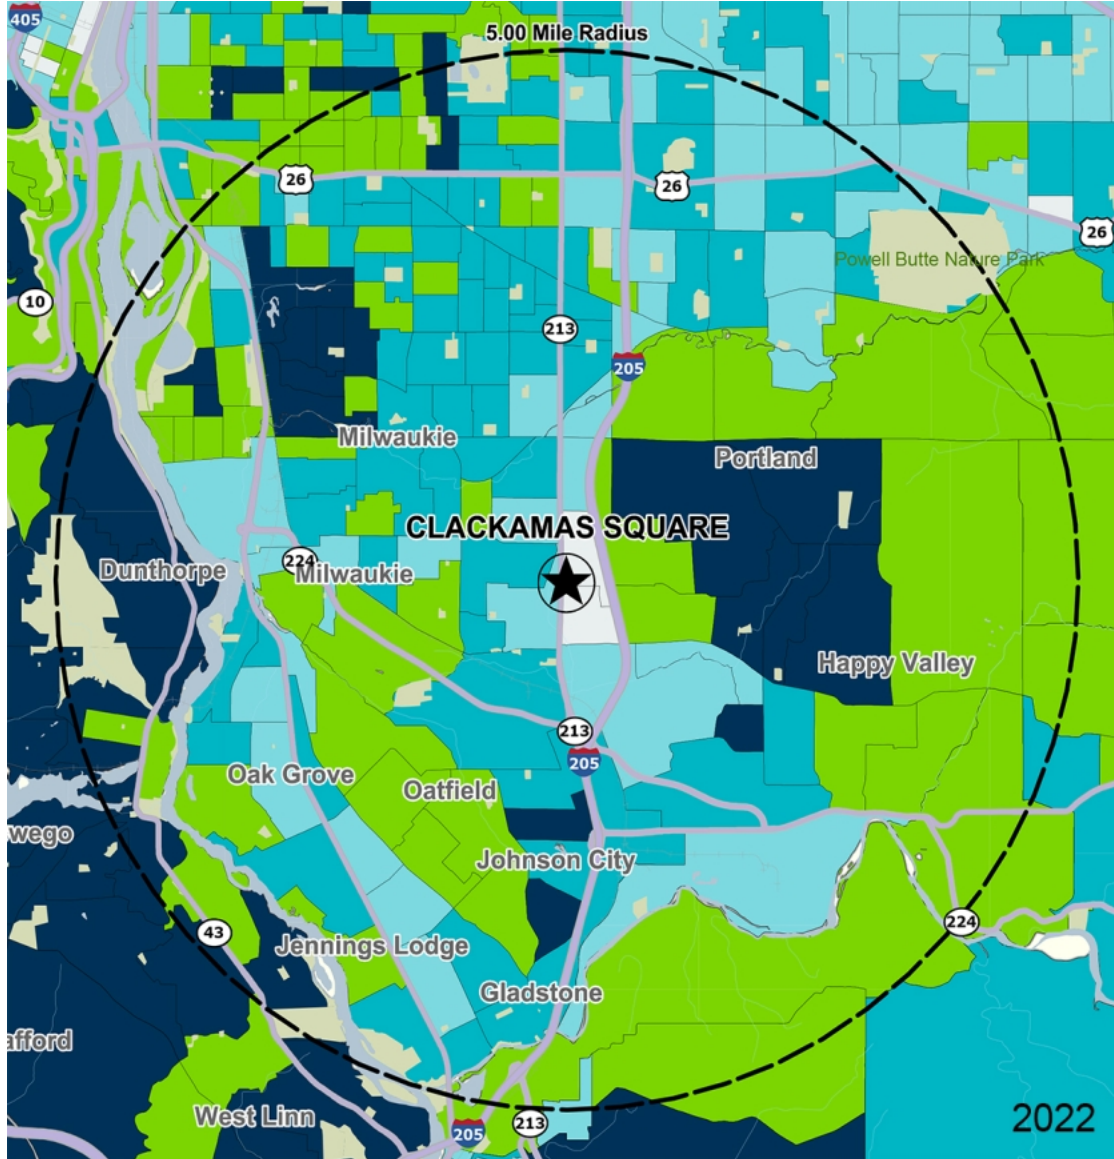 405
5.00 Mile Radius
26
26
26
Powell Butte Nature Park
10
213
205
Milwaukie
Portland
CLACKAMAS SQUARE
224
Milwaukie
Dunthorpe
Happy Valley
213
205
Oak Grove
Oatfield
wego
Johnson City
43
224
Jennings Lodge
Gladstone
afford
West Linn
213
205
2022